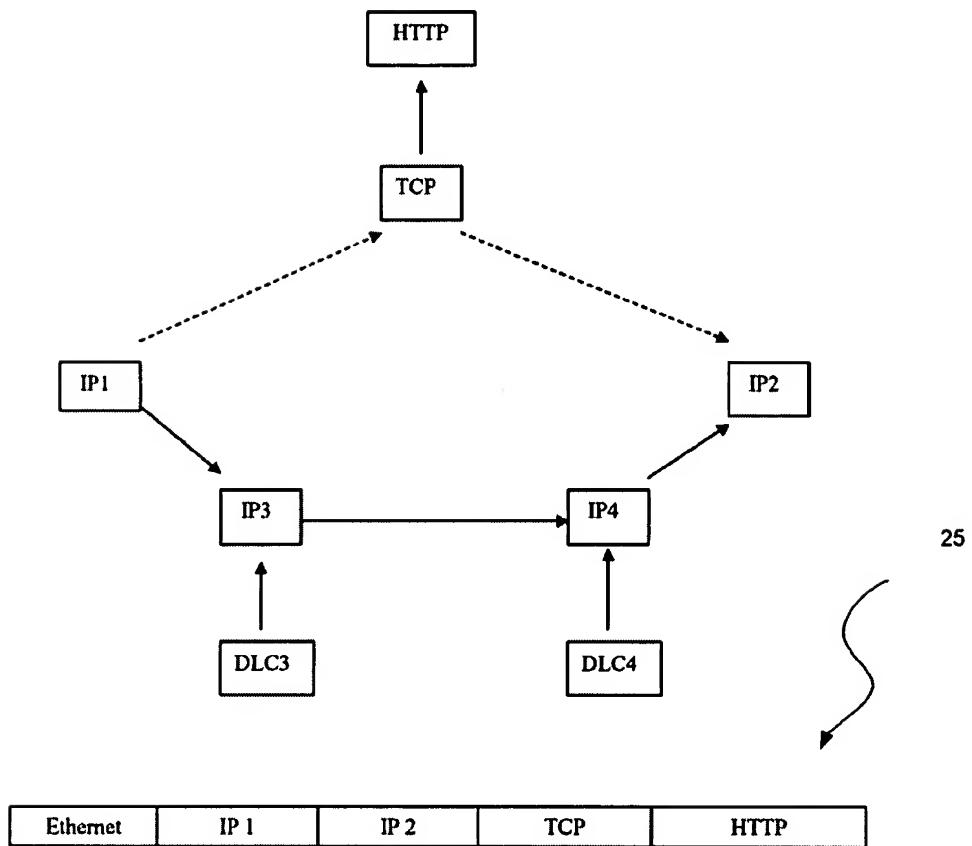 HTTP
TCP
IP1
IP2
IP3
IP4
25
DLC3
DLC4
Ethernet IP 1 IP 2 TCP HTTP